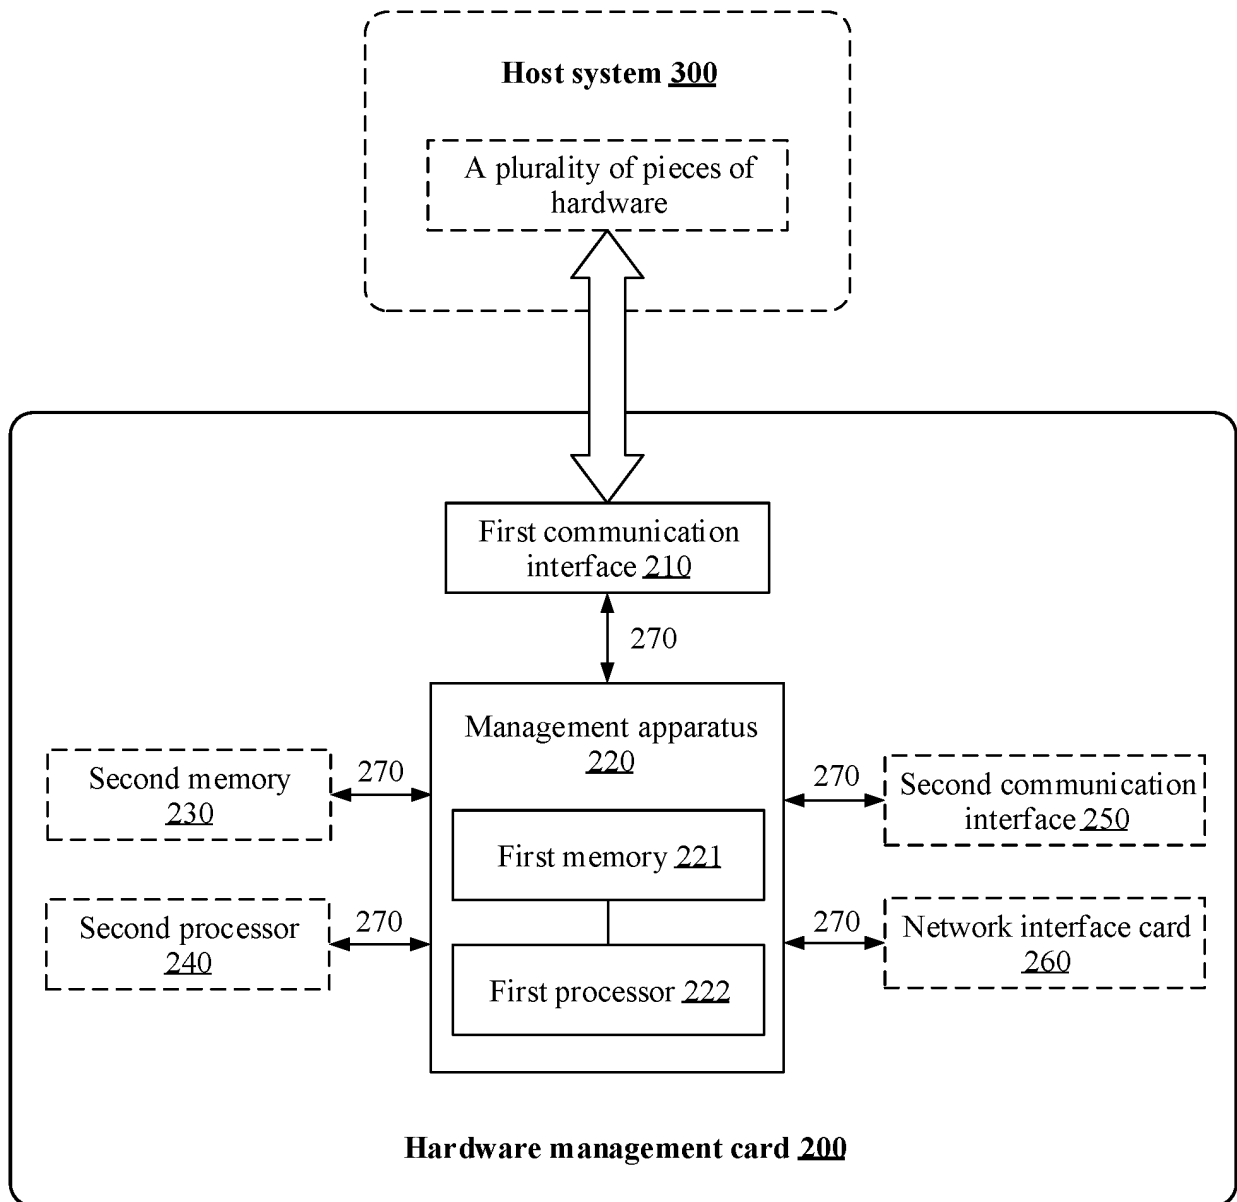 Host system 300
A plurality of pieces of
hardware
First communication
interface 210
270
Management apparatus
220
Second memory
230
270
270
Second communication
interface 250
First memory 221
Second processor
240
270
270
Network interface card
260
First processor 222
Hardware management card 200